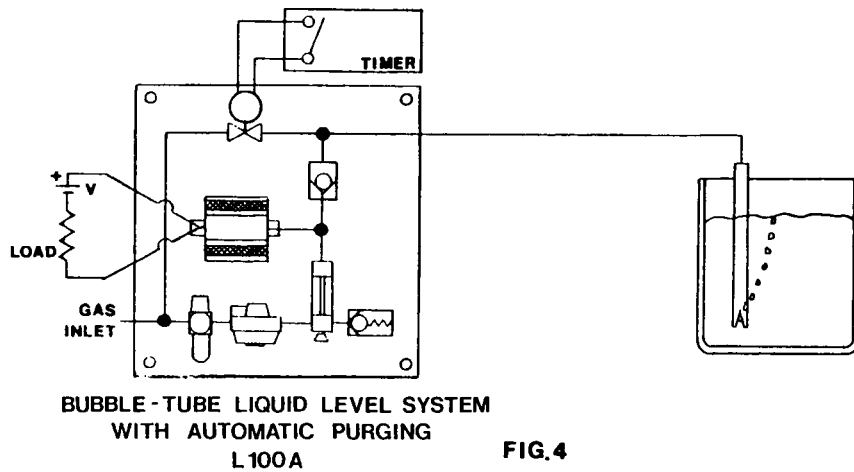 TIMER
+
V
LOAD
GAS
INLET
A
BUBBLE-TUBE LIQUID LEVEL SYSTEM
WITH AUTOMATIC PURGING
L100A
FIG.4